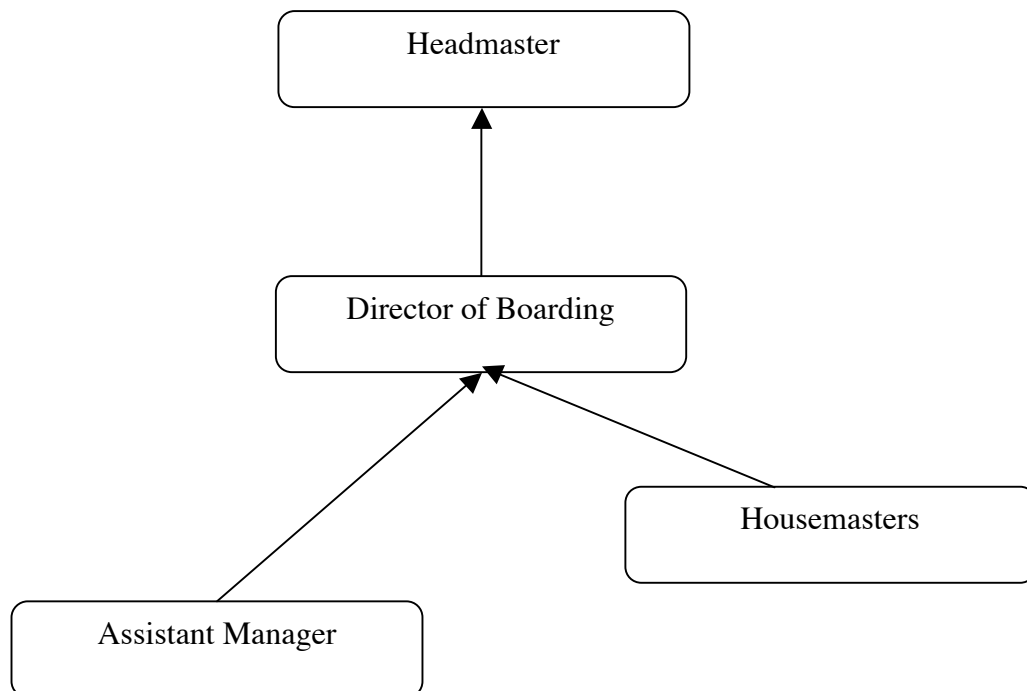 Headmaster
Director of Boarding
Housemasters
Assistant Manager